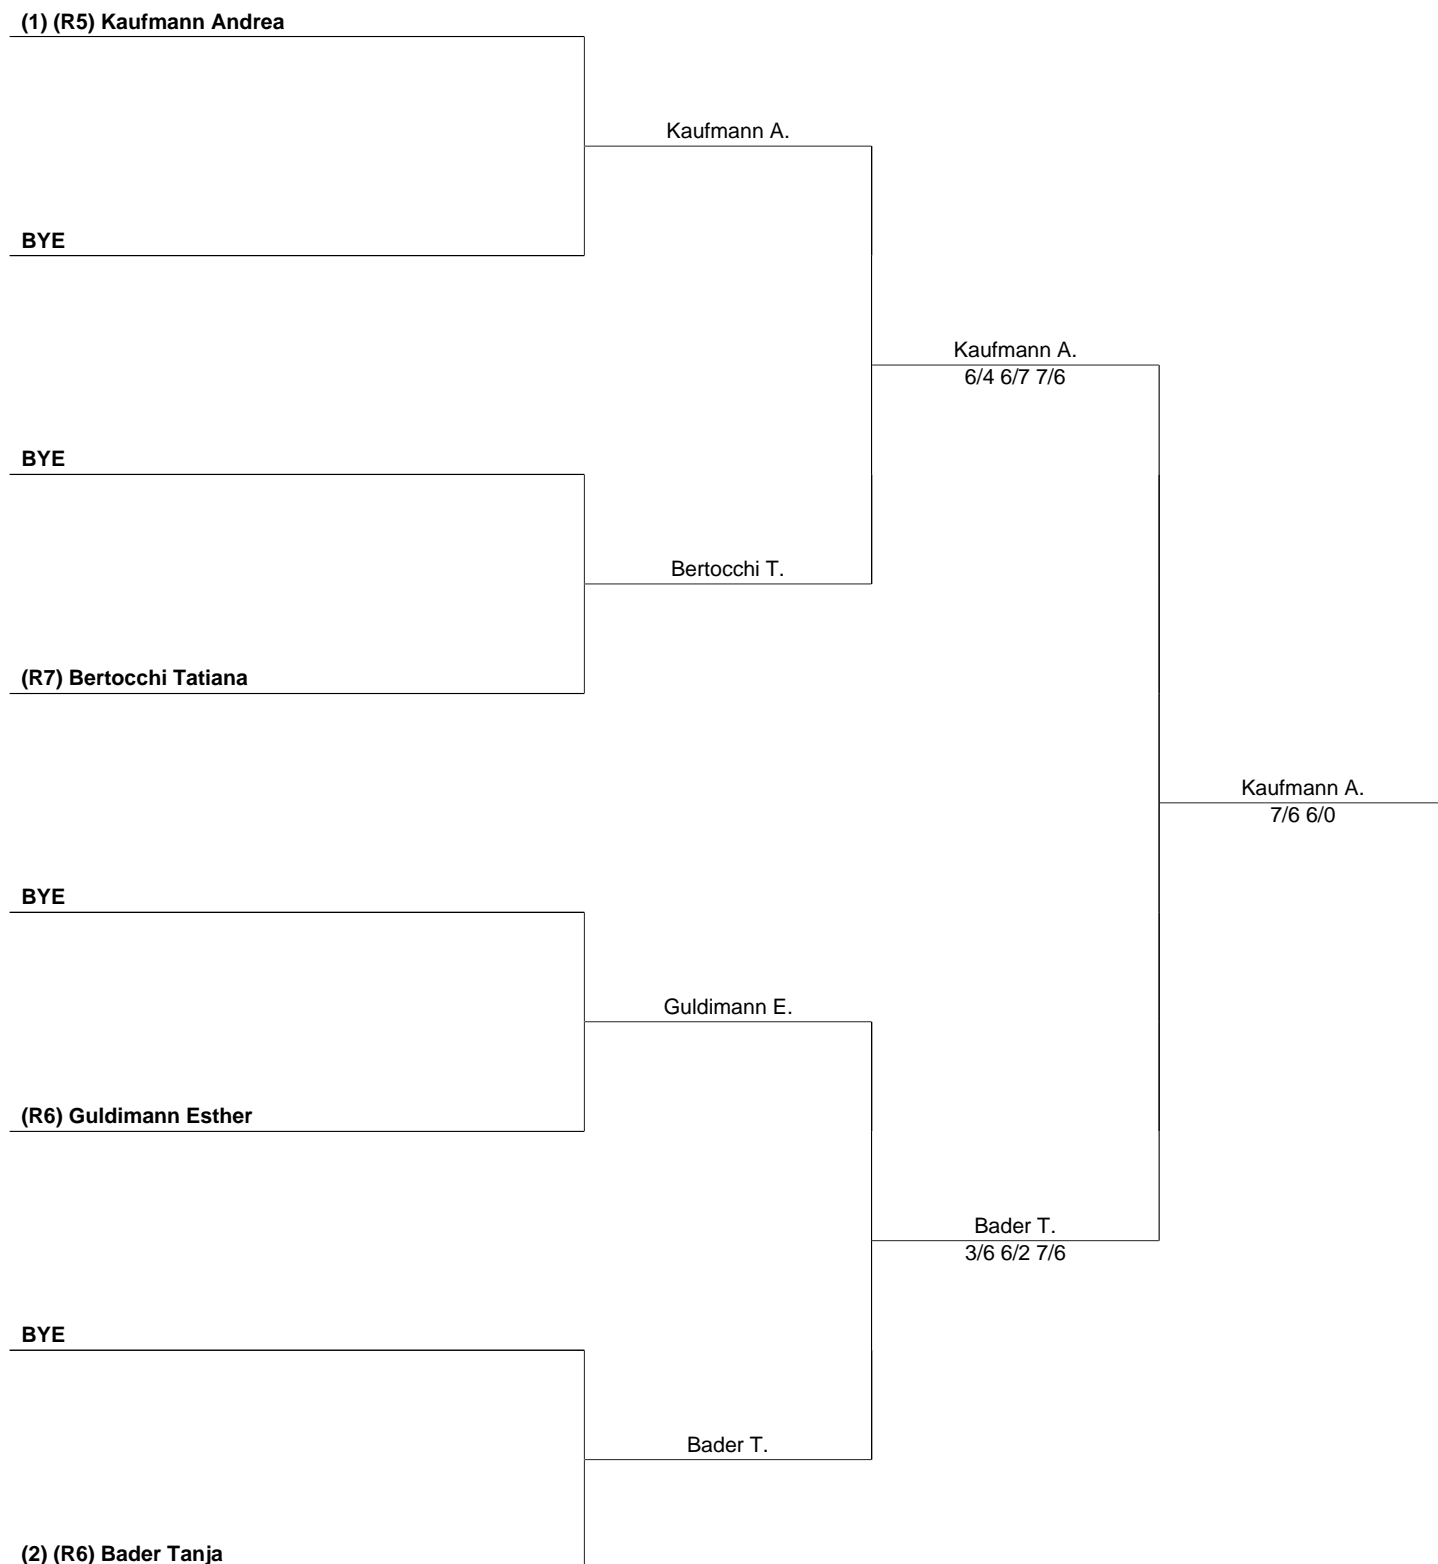 (1) (R5) Kaufmann Andrea
Kaufmann A.
BYE
Kaufmann A.
6/4 6/7 7/6
BYE
Bertocchi T.
(R7) Bertocchi Tatiana
Kaufmann A.
7/6 6/0
BYE
Guldimann E.
(R6) Guldimann Esther
Bader T.
3/6 6/2 7/6
BYE
Bader T.
(2) (R6) Bader Tanja